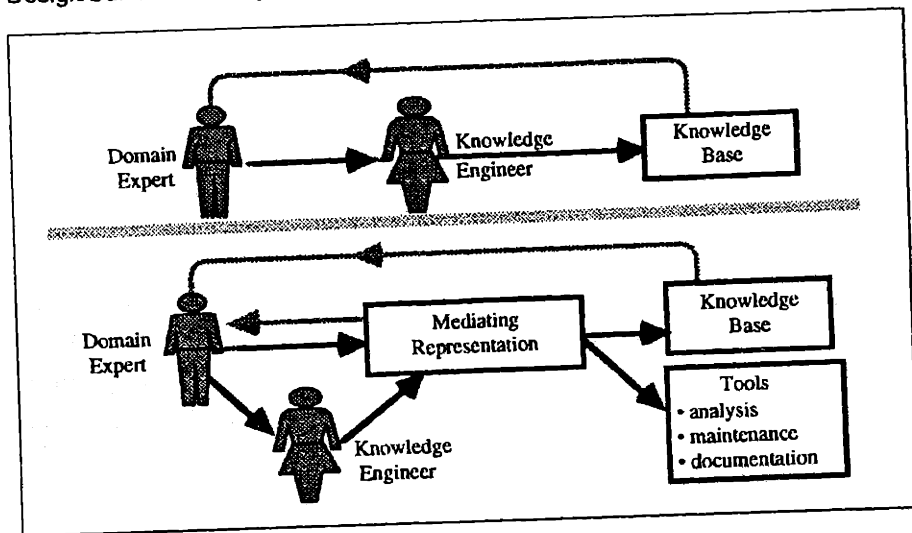 Domain
Expert
Knowledge
Engineer
Knowledge
Base
Domain
Expert
Mediating
Representation
Knowledge
Engineer
Knowledge
Base
Tools
• analysis
• maintenance
• documentation